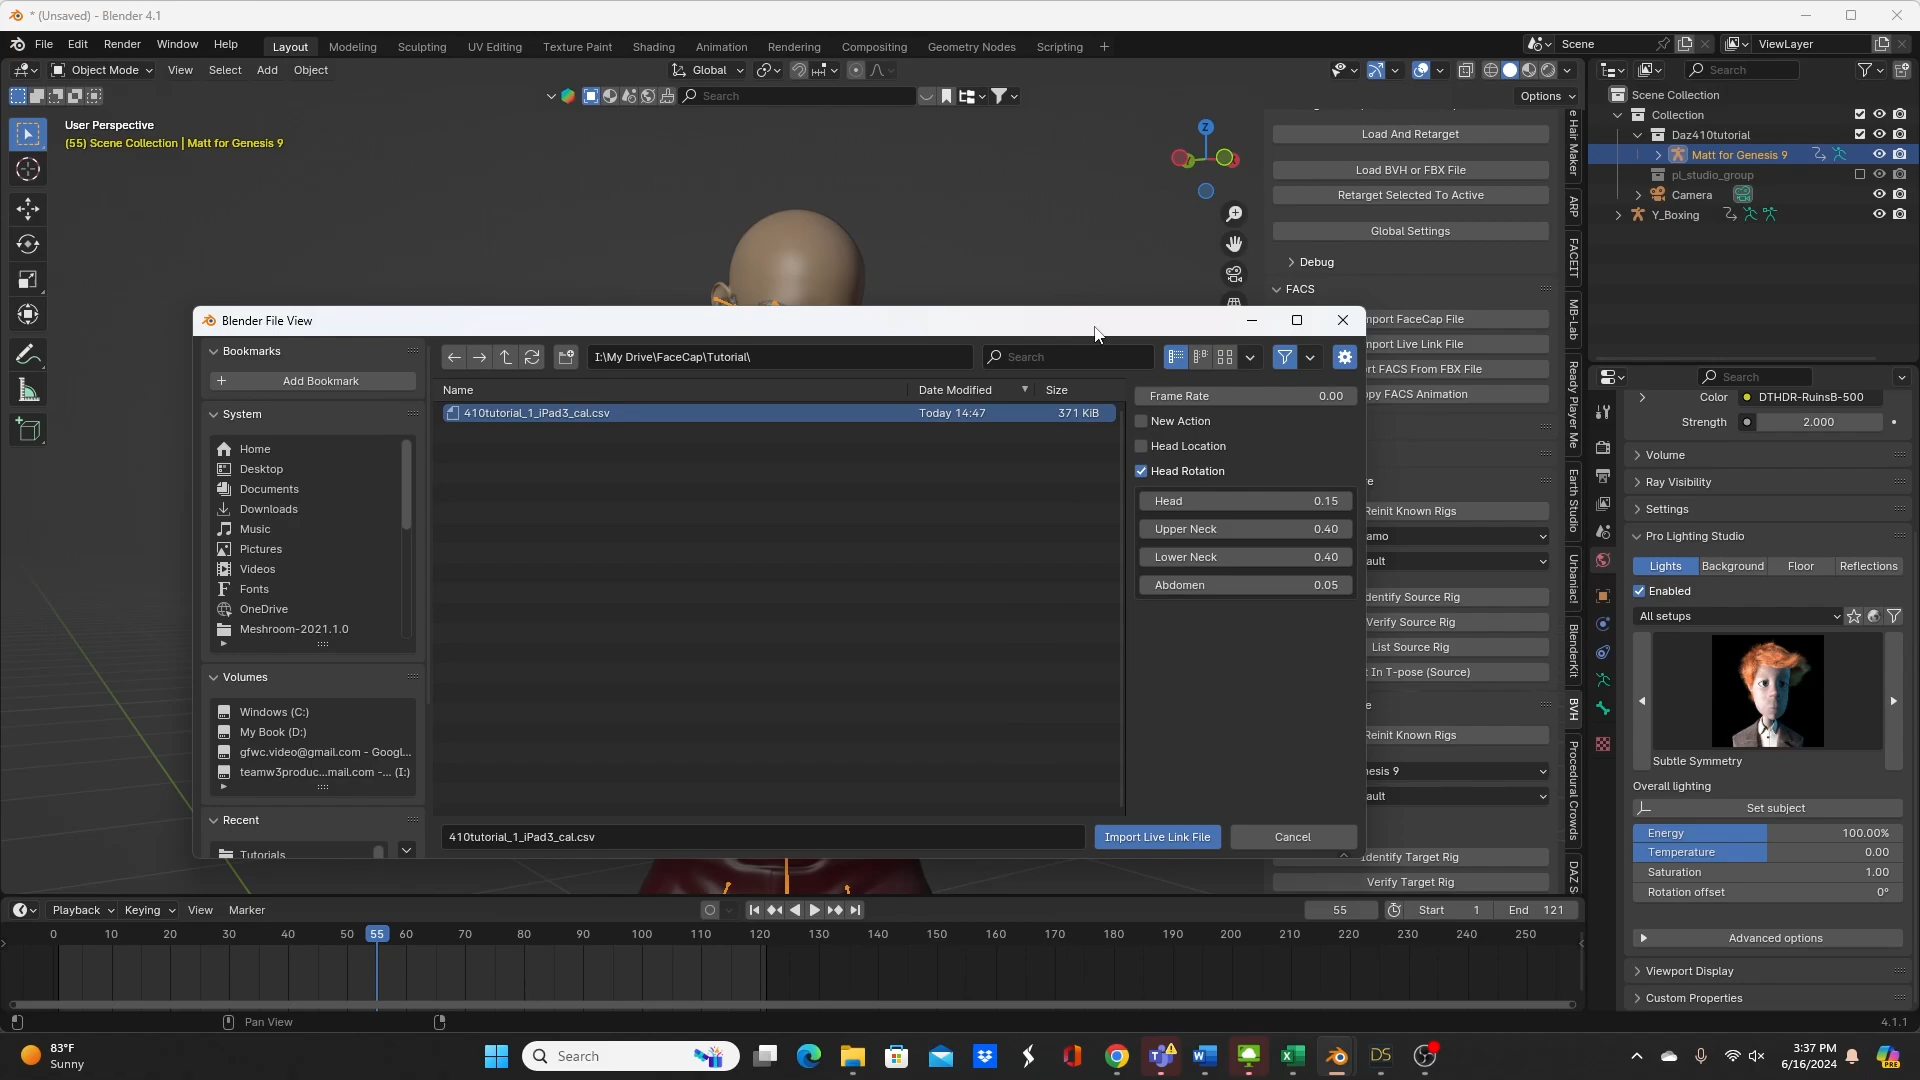 * (Unsaved) - Blender 4.1
File Edit Render Window Help
Layout Modeling Sculpting UV Editing Texture Paint Shading Animation Rendering Compositing Geometry Nodes Scripting +
Scene
ViewLayer
Object Mode View Select Add Object
Global
Search
Search
Options
User Perspective
(55) Scene Collection | Matt for Genesis 9
Z
Load And Retarget
Load BVH or FBX File
Retarget Selected To Active
Global Settings
Debug
FACS
mport FaceCap File
mport Live Link File
rt FACS From FBX File
opy FACS Animation
e
Reinit Known Rigs
amo
ault
dentify Source Rig
Verify Source Rig
List Source Rig
t In T-pose (Source)
e
Reinit Known Rigs
nesis 9
ault
Identify Target Rig
Verify Target Rig
e Hair Maker
ARP
FACEIT
MB-Lab
Ready Player Me
Earth Studio
Urbaniac!
BlenderKit
BVH
Procedural Crowds
DAZ S
Scene Collection
Collection
Daz410tutorial
Matt for Genesis 9
pl_studio_group
Camera
Y_Boxing
Search
Color DTHDR-RuinsB-500
Strength 2.000
Volume
Ray Visibility
Settings
Pro Lighting Studio
Lights Background Floor Reflections
Enabled
All setups
Subtle Symmetry
Overall lighting
Set subject
Energy 100.00%
Temperature 0.00
Saturation 1.00
Rotation offset 0°
Advanced options
Viewport Display
Custom Properties
Blender File View
Bookmarks
Add Bookmark
System
Home
Desktop
Documents
Downloads
Music
Pictures
Videos
Fonts
OneDrive
Meshroom-2021.1.0
Volumes
Windows (C:)
My Book (D:)
gfwc.video@gmail.com - Googl...
teamw3produc...mail.com -... (I:)
Recent
Tutorials
I:\My Drive\FaceCap\Tutorial\
Search
Name Date Modified Size
410tutorial_1_iPad3_cal.csv Today 14:47 371 KiB
Frame Rate 0.00
New Action
Head Location
Head Rotation
Head 0.15
Upper Neck 0.40
Lower Neck 0.40
Abdomen 0.05
410tutorial_1_iPad3_cal.csv
Import Live Link File
Cancel
Playback Keying View Marker
55 Start 1 End 121
0 10 20 30 40 50 55 60 70 80 90 100 110 120 130 140 150 160 170 180 190 200 210 220 230 240 250
Pan View
4.1.1
83°F
Sunny
Search
DS
PRE
3:37 PM
6/16/2024